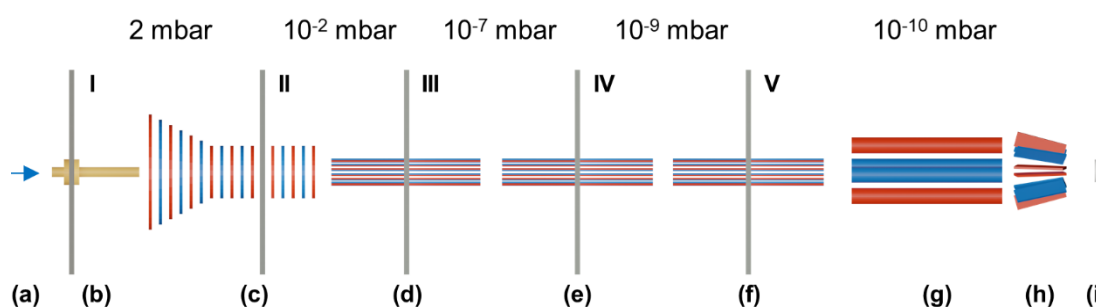 2 mbar 10⁻² mbar 10⁻⁷ mbar 10⁻⁹ mbar 10⁻¹⁰ mbar
I II III IV V
(a) (b) (c) (d) (e) (f) (g) (h) (i